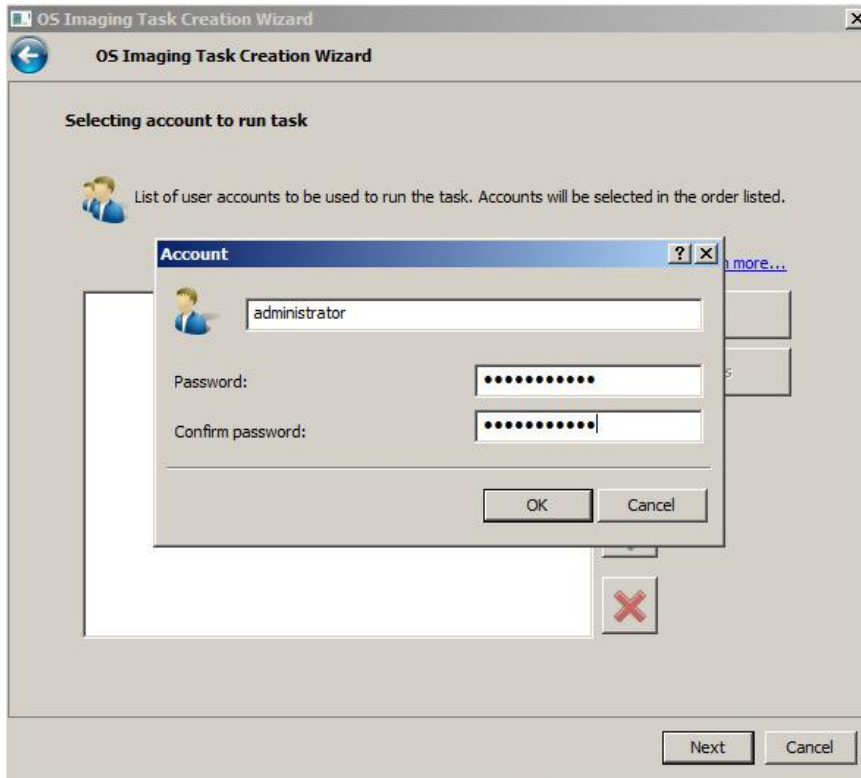 OS Imaging Task Creation Wizard
OS Imaging Task Creation Wizard
Selecting account to run task
List of user accounts to be used to run the task. Accounts will be selected in the order listed.
Account
more...
administrator
Password:
●●●●●●●●●●●
Confirm password:
●●●●●●●●●●●
OK
Cancel
Next
Cancel